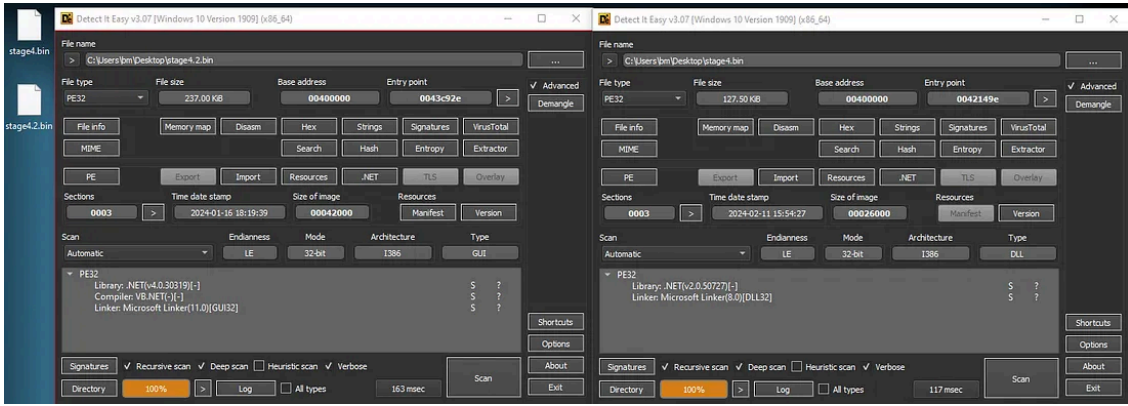 stage4.bin
stage4.2.bin
Detect It Easy v3.07 [Windows 10 Version 1909] (x86_64)
File name
> C:\Users\bm\Desktop\stage4.2.bin ...
File type File size Base address Entry point Advanced
PE32 237.00 KiB 00400000 0043c92e > Demangle
File info Memory map Disasm Hex Strings Signatures VirusTotal
MIME Search Hash Entropy Extractor
PE Export Import Resources .NET TLS Overlay
Sections Time date stamp Size of image Resources
0003 > 2024-01-16 18:19:39 00042000 Manifest Version
Scan Endianness Mode Architecture Type
Automatic LE 32-bit I386 GUI
PE32
Library: .NET(v4.0.30319)[-] S ?
Compiler: VB.NET(-)[-] S ?
Linker: Microsoft Linker(11.0)[GUI32] S ?
Shortcuts
Options
Signatures Recursive scan Deep scan Heuristic scan Verbose About
Directory 100% > Log All types 163 msec Scan Exit
Detect It Easy v3.07 [Windows 10 Version 1909] (x86_64)
File name
> C:\Users\bm\Desktop\stage4.bin ...
File type File size Base address Entry point Advanced
PE32 127.50 KiB 00400000 0042149e > Demangle
File info Memory map Disasm Hex Strings Signatures VirusTotal
MIME Search Hash Entropy Extractor
PE Export Import Resources .NET TLS Overlay
Sections Time date stamp Size of image Resources
0003 > 2024-02-11 15:54:27 00026000 Manifest Version
Scan Endianness Mode Architecture Type
Automatic LE 32-bit I386 DLL
PE32
Library: .NET(v2.0.50727)[-] S ?
Linker: Microsoft Linker(8.0)[DLL32] S ?
Shortcuts
Options
Signatures Recursive scan Deep scan Heuristic scan Verbose About
Directory 100% > Log All types 117 msec Scan Exit